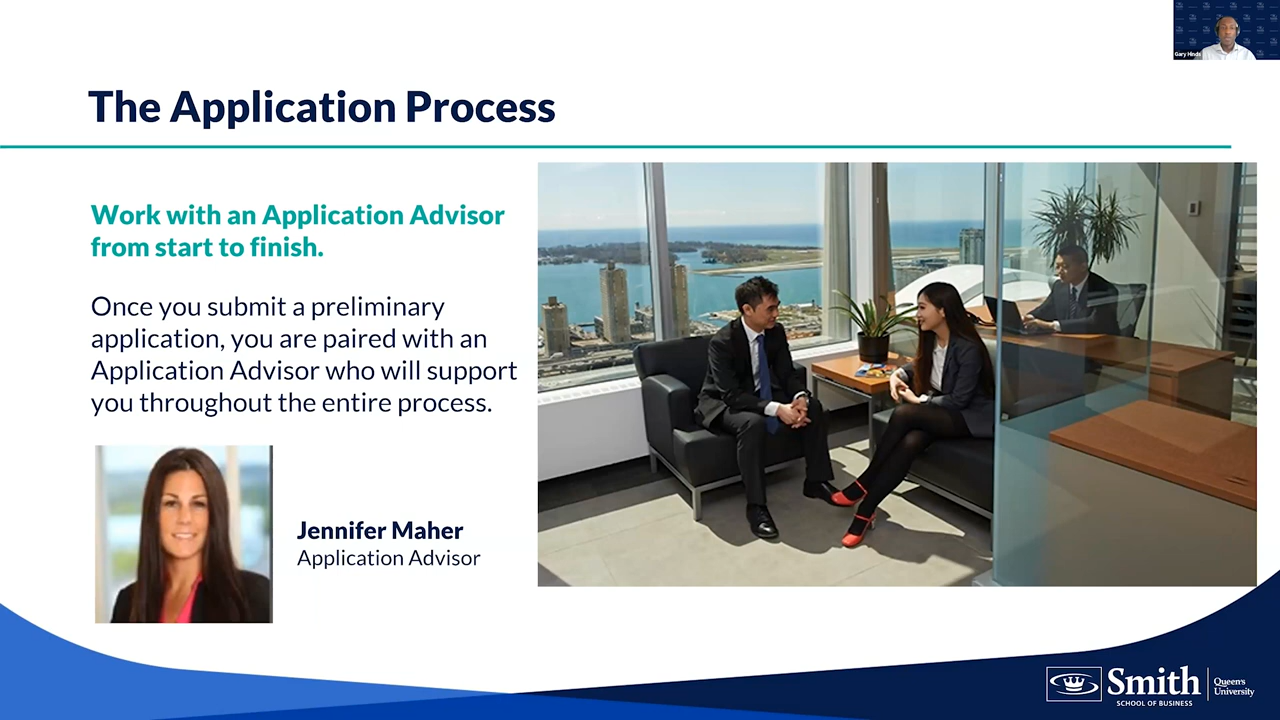 Gary Hinds
The Application Process
Work with an Application Advisor
from start to finish.
Once you submit a preliminary
application, you are paired with an
Application Advisor who will support
you throughout the entire process.
Jennifer Maher
Application Advisor
Smith
SCHOOL OF BUSINESS
Queen's
University